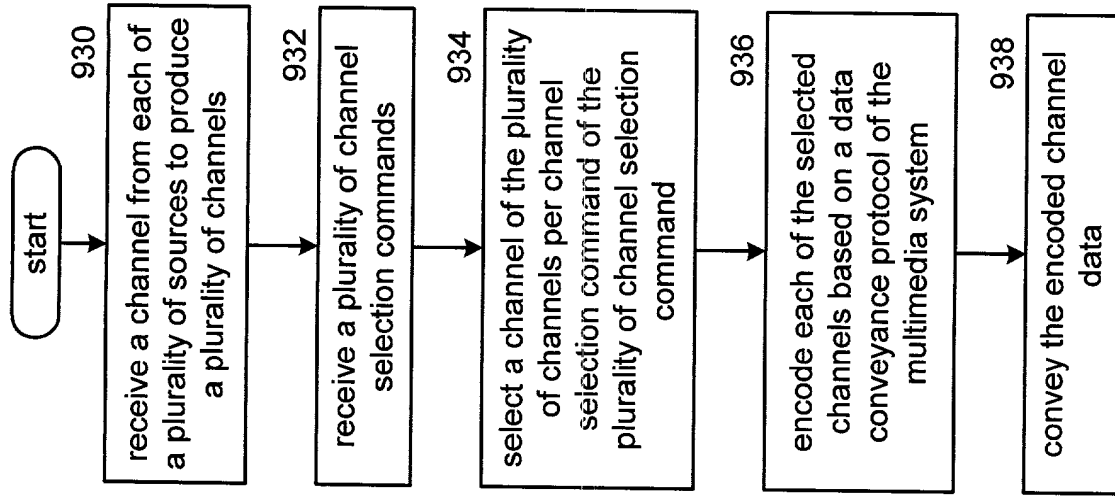 start
930
receive a channel from each of
a plurality of sources to produce
a plurality of channels
932
receive a plurality of channel
selection commands
934
select a channel of the plurality
of channels per channel
selection command of the
plurality of channel selection
command
936
encode each of the selected
channels based on a data
conveyance protocol of the
multimedia system
938
convey the encoded channel
data